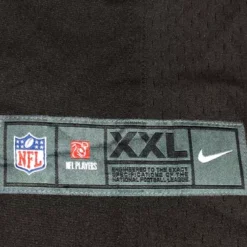 NFL
NFL PLAYERS
XXL
ENGINEERED TO THE EXACT
SPECIFICATIONS OF THE
NATIONAL FOOTBALL LEAGUE